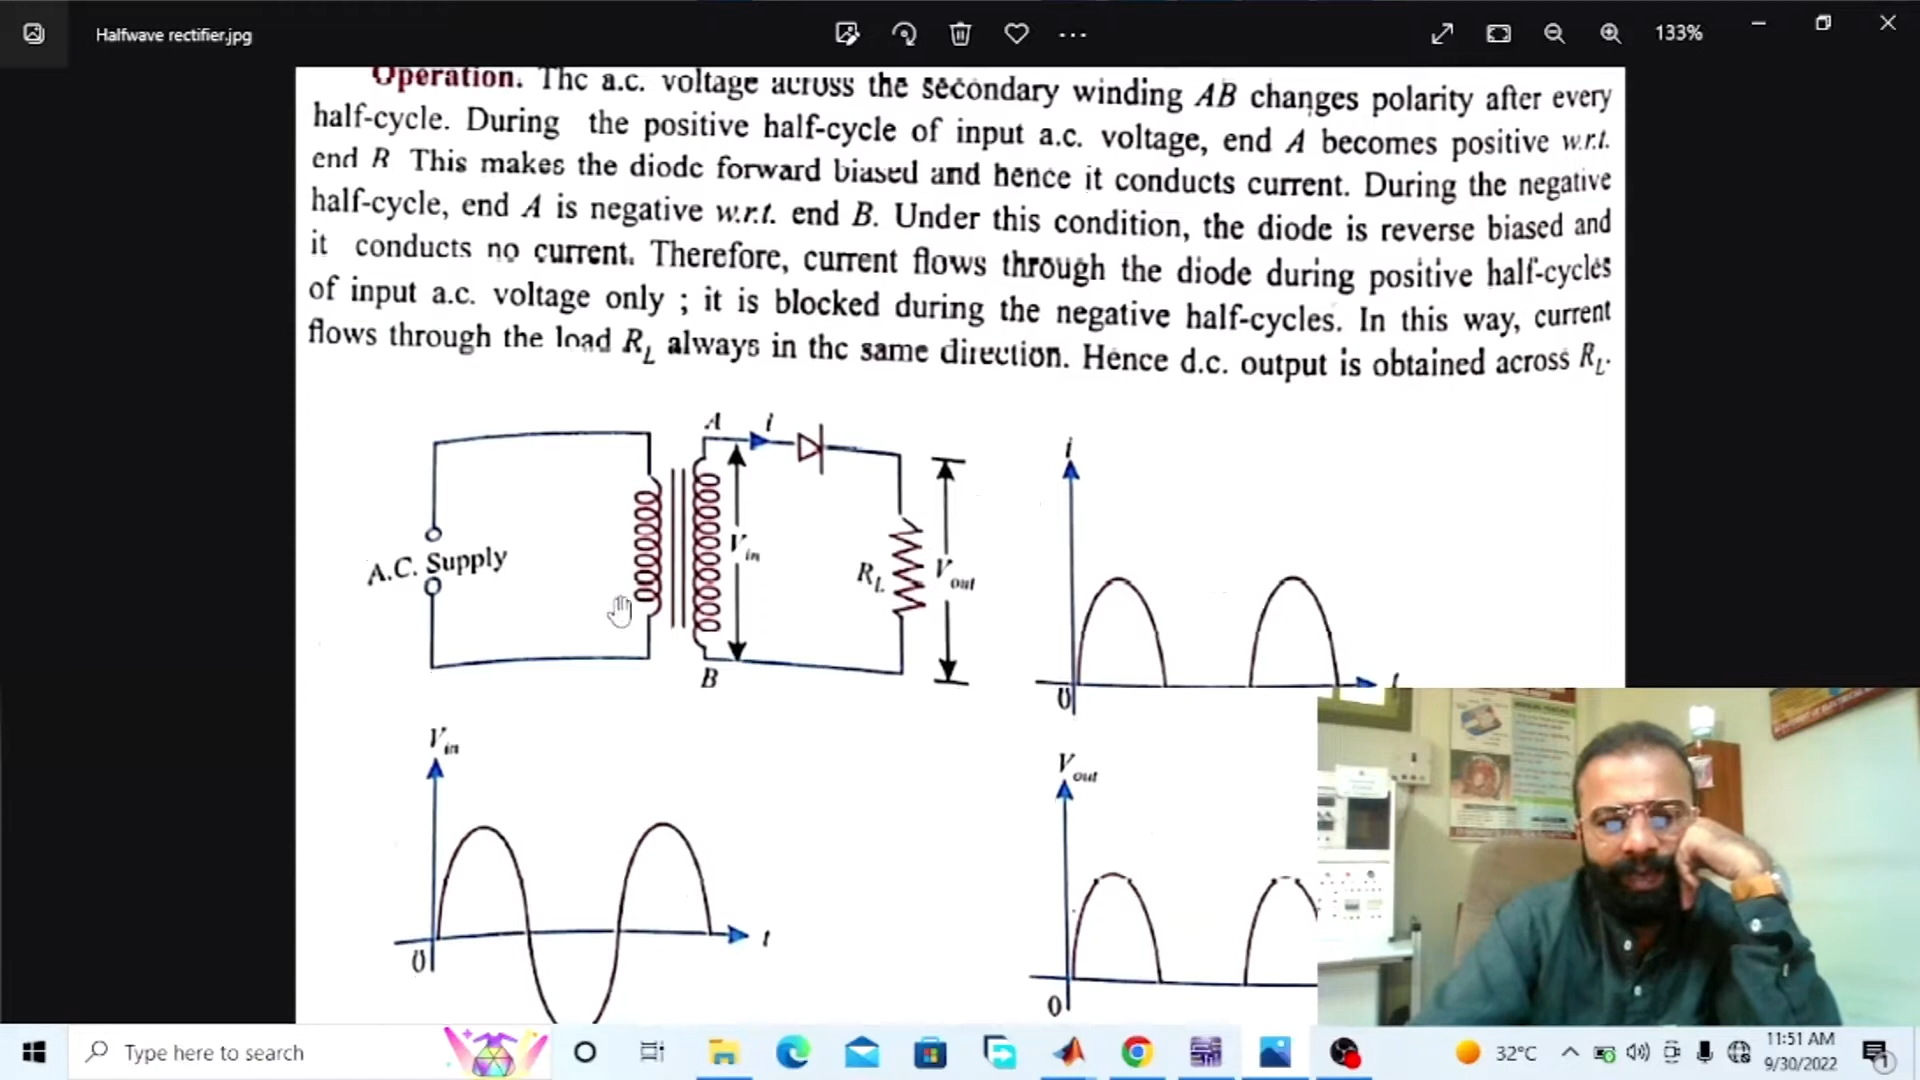 Halfwave rectifier.jpg
133%
Operation. The a.c. voltage across the secondary winding AB changes polarity after every
half-cycle. During the positive half-cycle of input a.c. voltage, end A becomes positive w.r.t.
end B. This makes the diode forward biased and hence it conducts current. During the negative
half-cycle, end A is negative w.r.t. end B. Under this condition, the diode is reverse biased and
it conducts no current. Therefore, current flows through the diode during positive half-cycles
of input a.c. voltage only ; it is blocked during the negative half-cycles. In this way, current
flows through the load RL always in the same direction. Hence d.c. output is obtained across RL.
A
i
A.C. Supply
Vin
RL
Vout
B
i
0
t
Vin
0
t
Vout
0
Type here to search
32°C
11:51 AM
9/30/2022
1